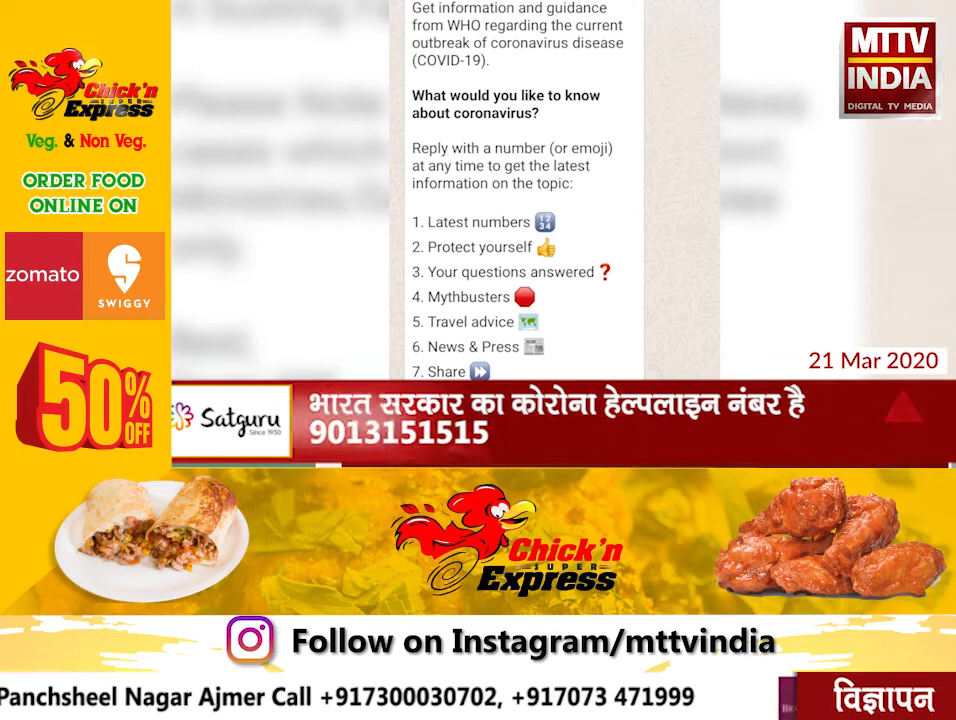 Chick'n
SUPER
Express
Veg. & Non Veg.
ORDER FOOD
ONLINE ON
zomato
SWIGGY
50% OFF
Get information and guidance
from WHO regarding the current
outbreak of coronavirus disease
(COVID-19).
What would you like to know
about coronavirus?
Reply with a number (or emoji)
at any time to get the latest
information on the topic:
1. Latest numbers 🔢
2. Protect yourself 👍
3. Your questions answered ❓
4. Mythbusters 🛑
5. Travel advice 🗺️
6. News & Press 📰
7. Share ⏩
MTTV
INDIA
DIGITAL TV MEDIA
21 Mar 2020
Satguru
Since 1950
भारत सरकार का कोरोना हेल्पलाइन नंबर है
9013151515
Chick'n
SUPER
Express
Follow on Instagram/mttvindia
Panchsheel Nagar Ajmer Call +917300030702, +917073 471999
विज्ञापन